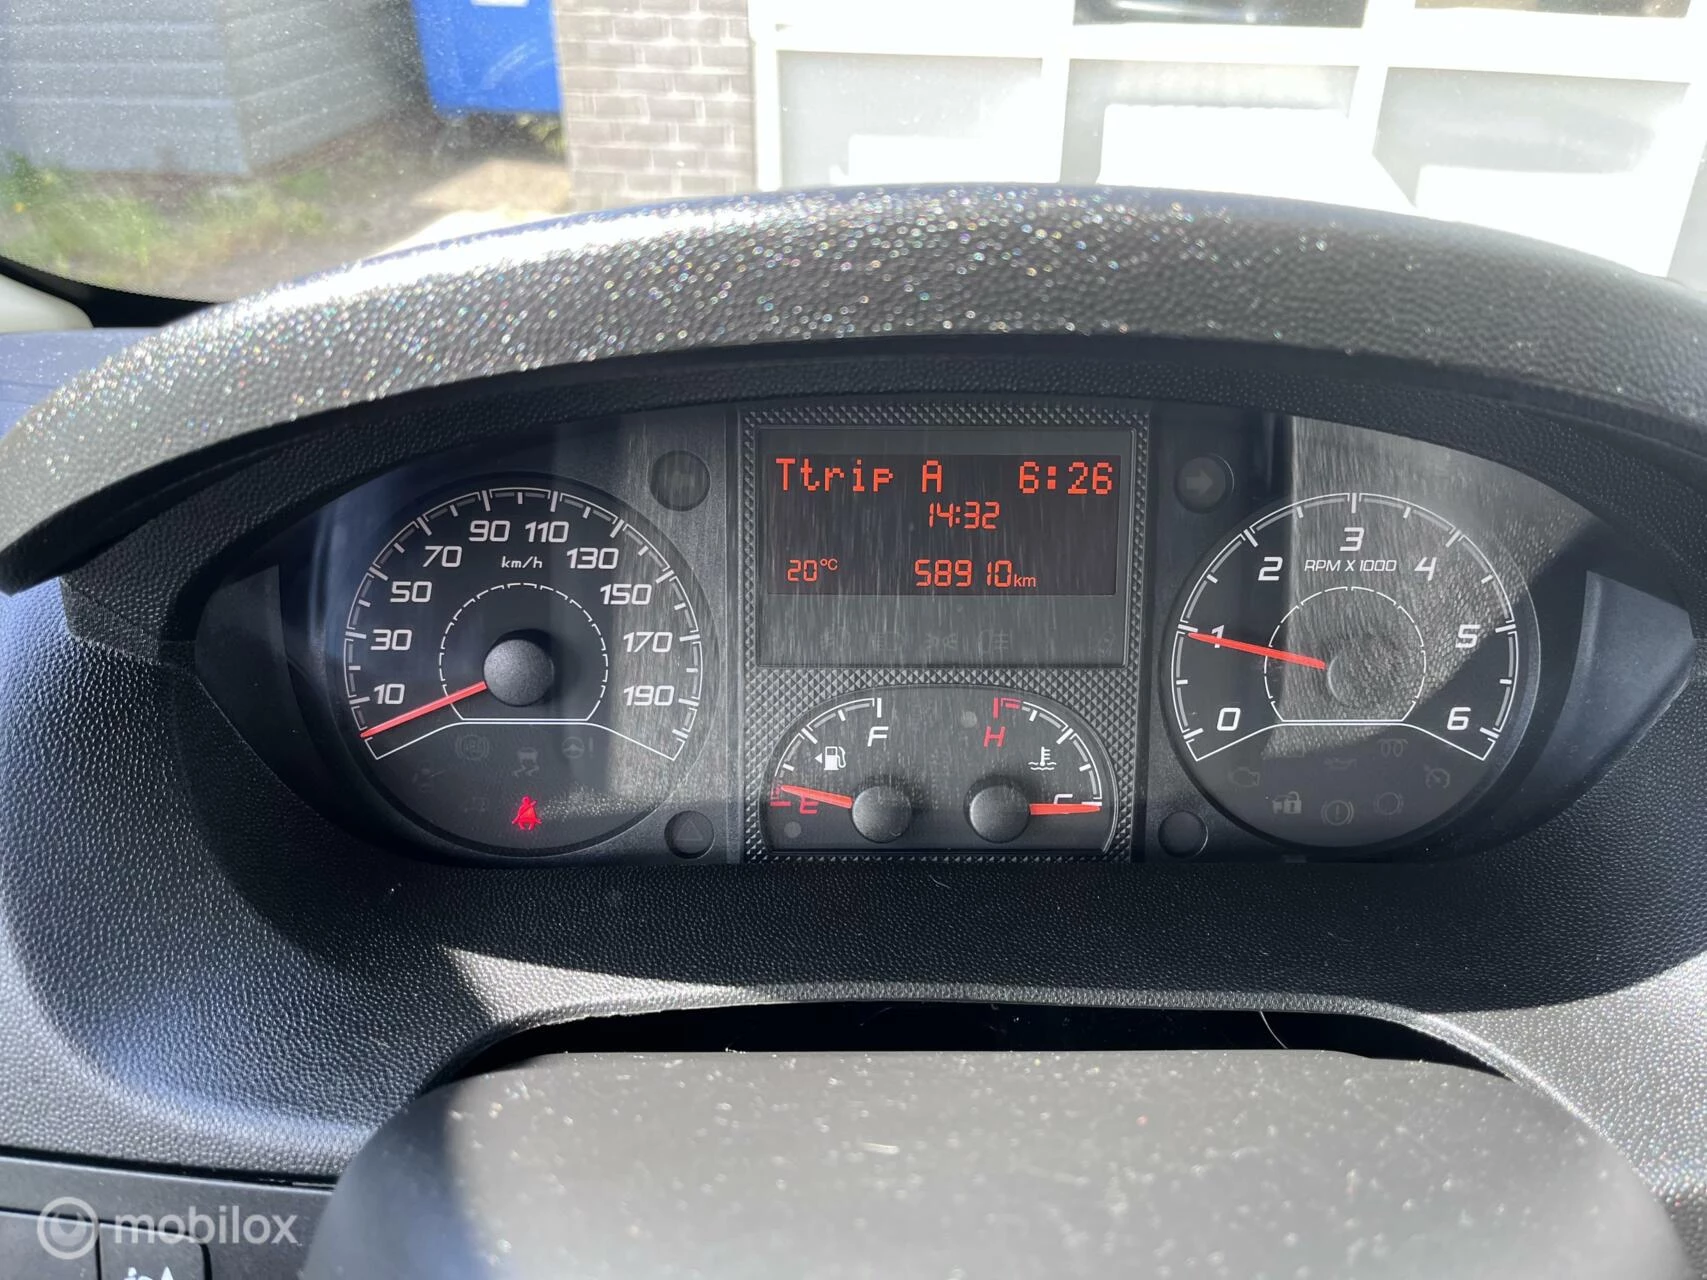 Ttrip A 6:26
14:32
20°C 58910km
10 30 50 70 90 110 130 150 170 190
km/h
0 1 2 3 4 5 6
RPM X 1000
F H
E C
mobilox